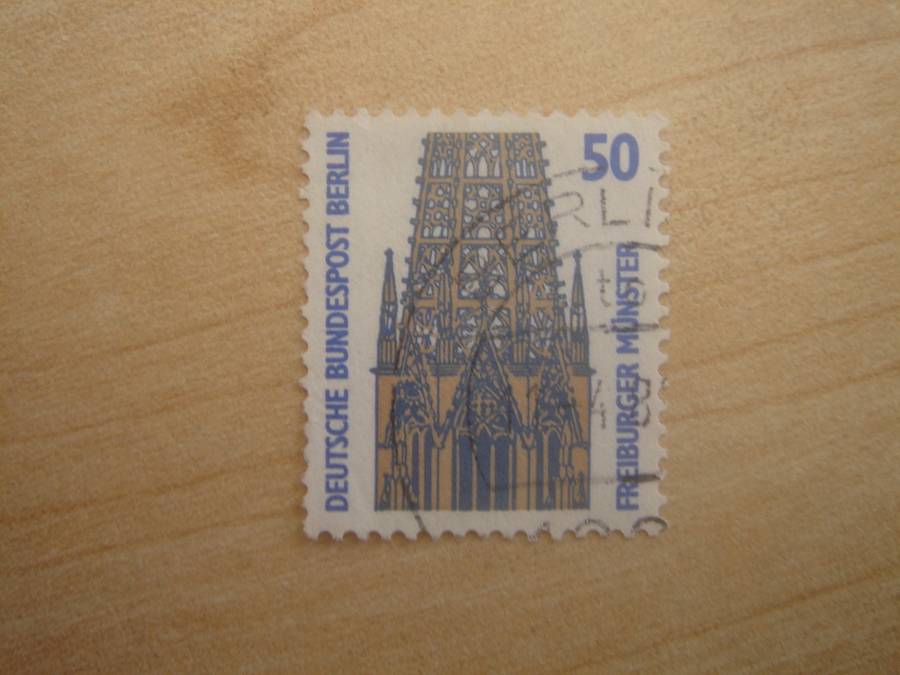 DEUTSCHE BUNDESPOST BERLIN
50
FREIBURGER MÜNSTER